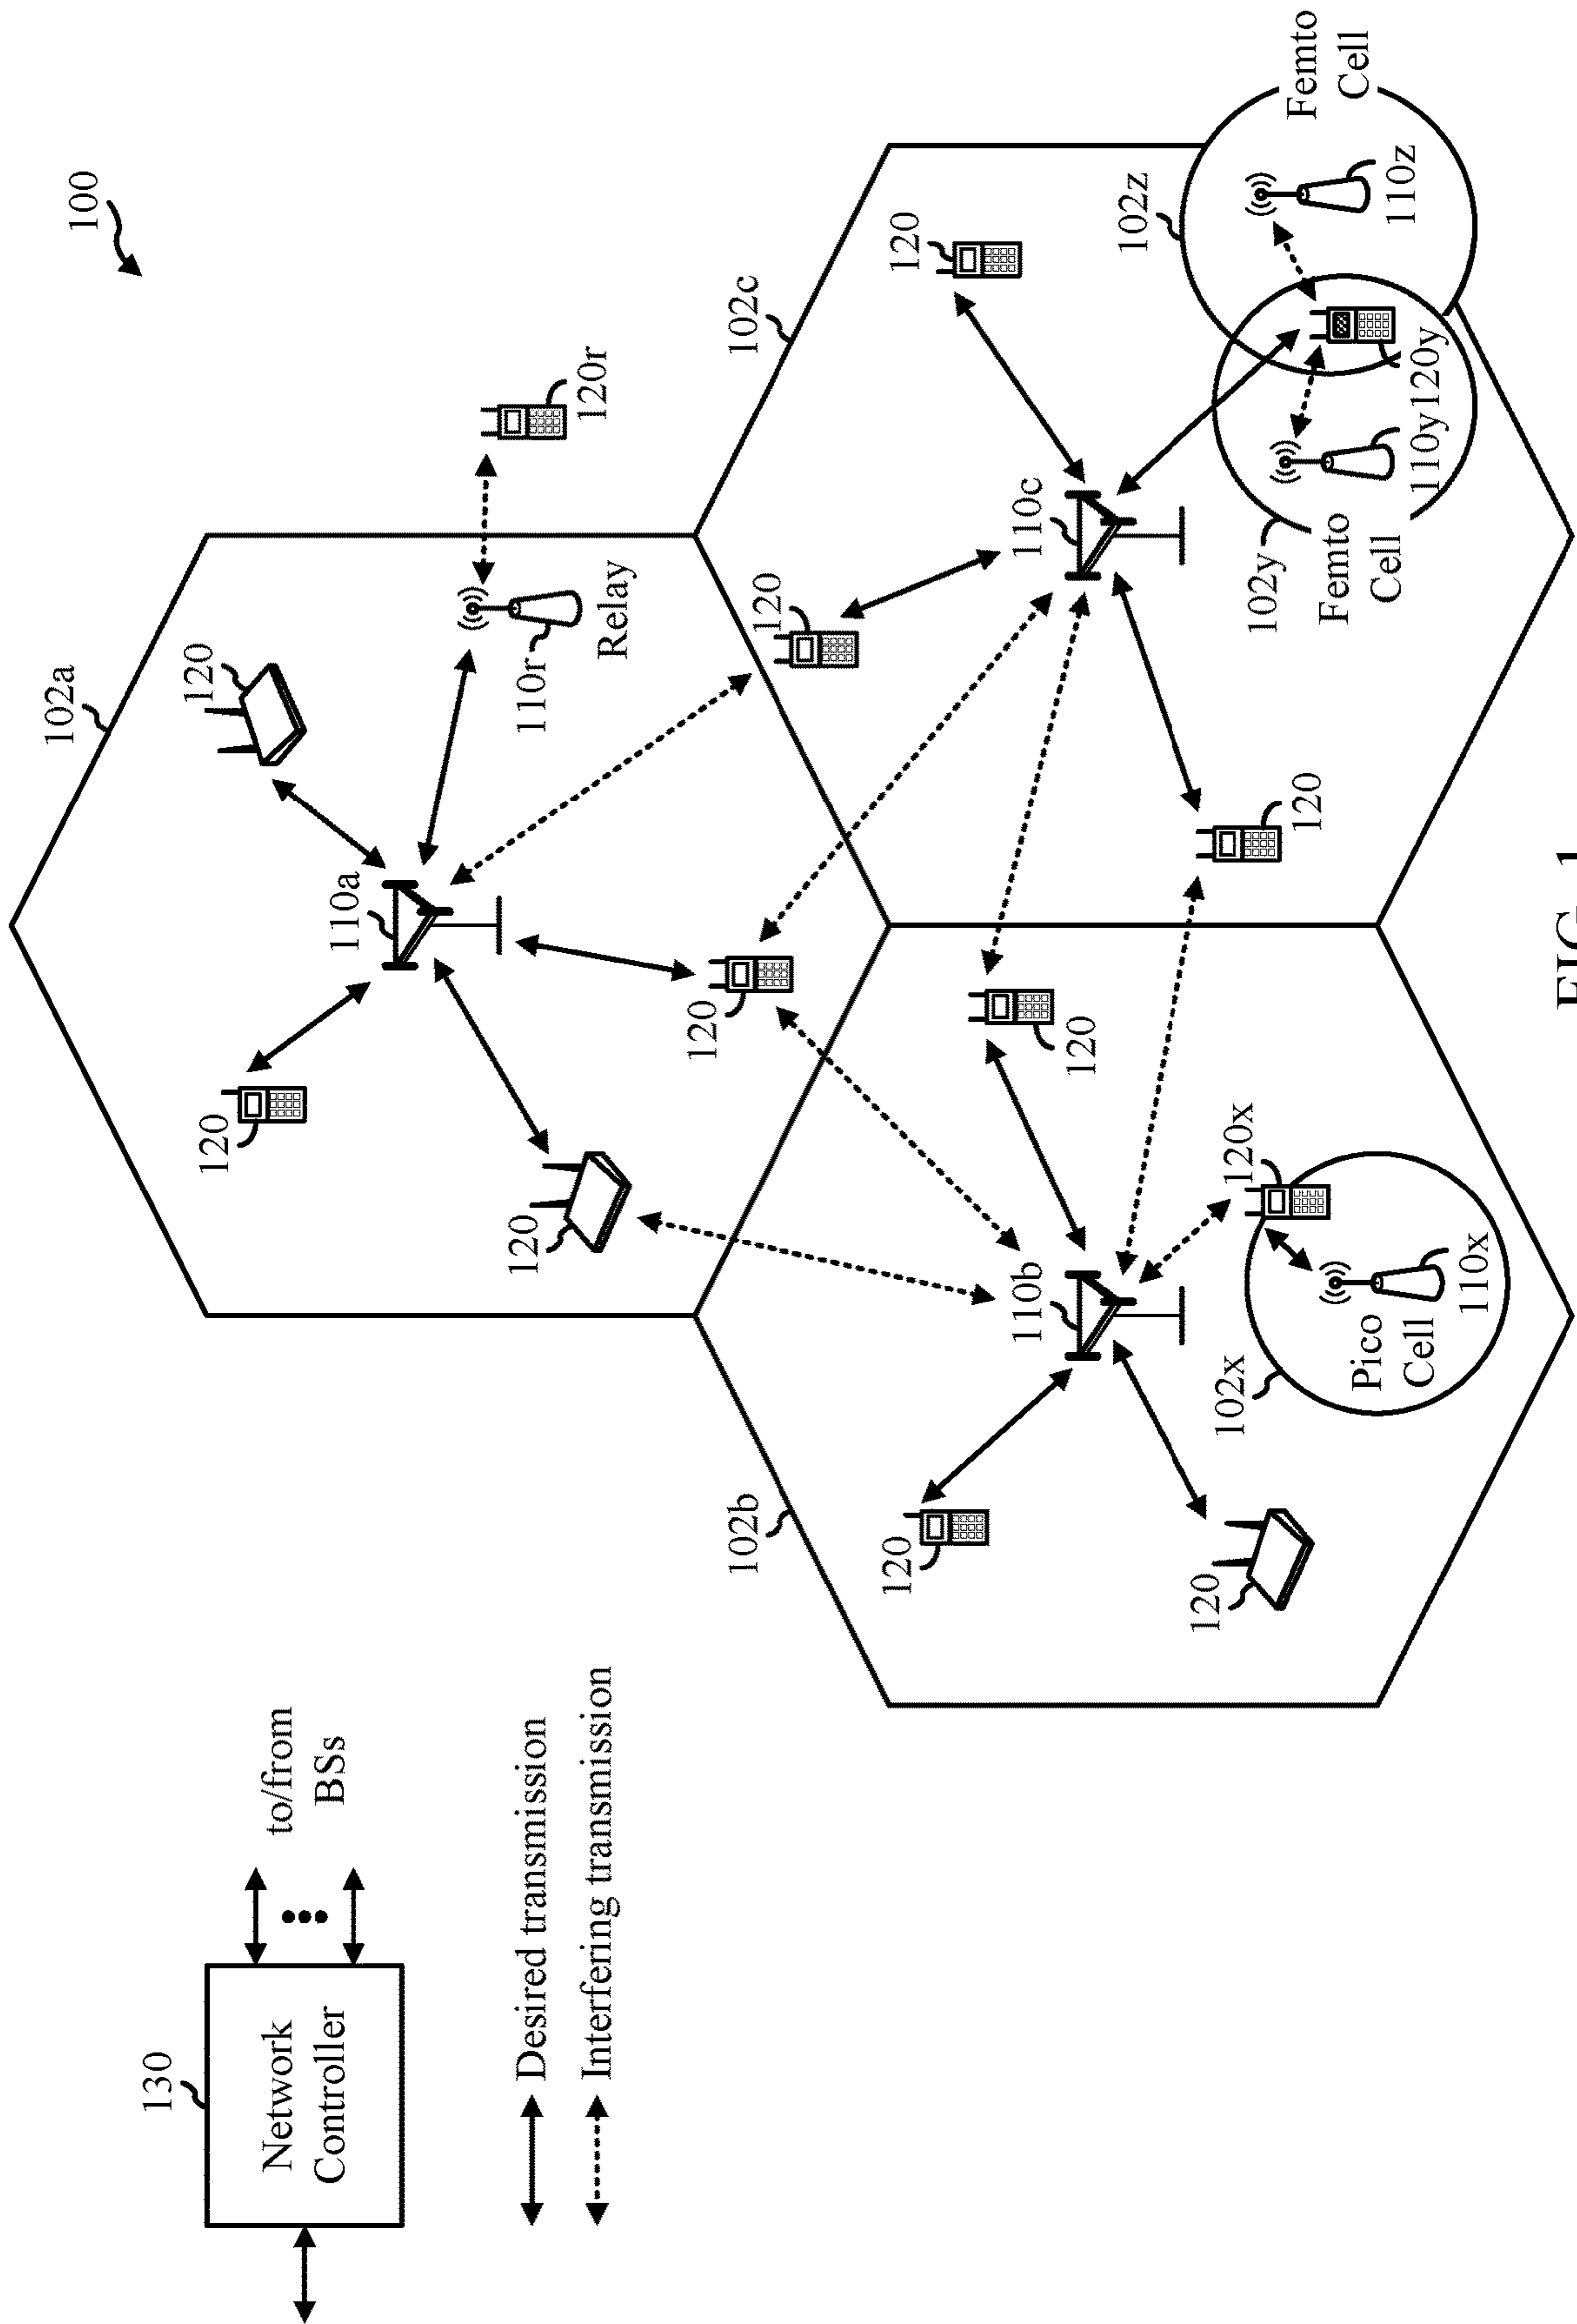 100
130
Network
Controller
to/from
BSs
Desired transmission
Interfering transmission
102a
120
120
110a
120r
120
110r
Relay
120
120
102b
102c
120
120
110b
110c
120
120
102z
Femto
Cell
110z
120
120
120x
102x
Pico
Cell
110x
102y
Femto
Cell
110y
120y
FIG. 1